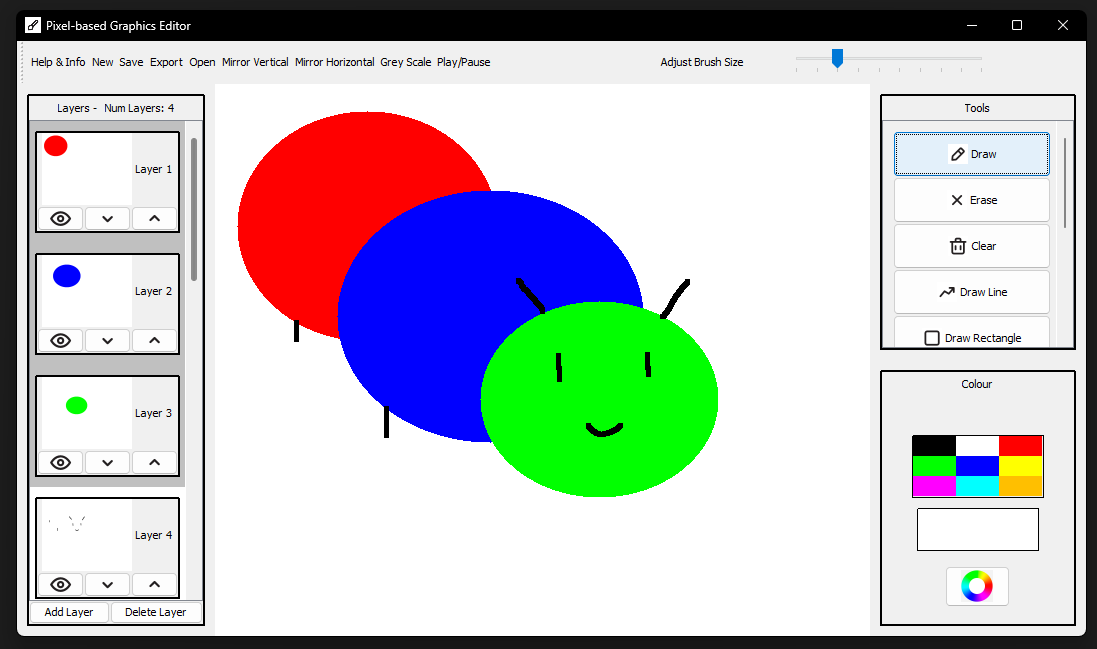 Pixel-based Graphics Editor
Help & Info New Save Export Open Mirror Vertical Mirror Horizontal Grey Scale Play/Pause Adjust Brush Size
Layers - Num Layers: 4
Layer 1
Layer 2
Layer 3
Layer 4
Add Layer Delete Layer
Tools
Draw
Erase
Clear
Draw Line
Draw Rectangle
Colour